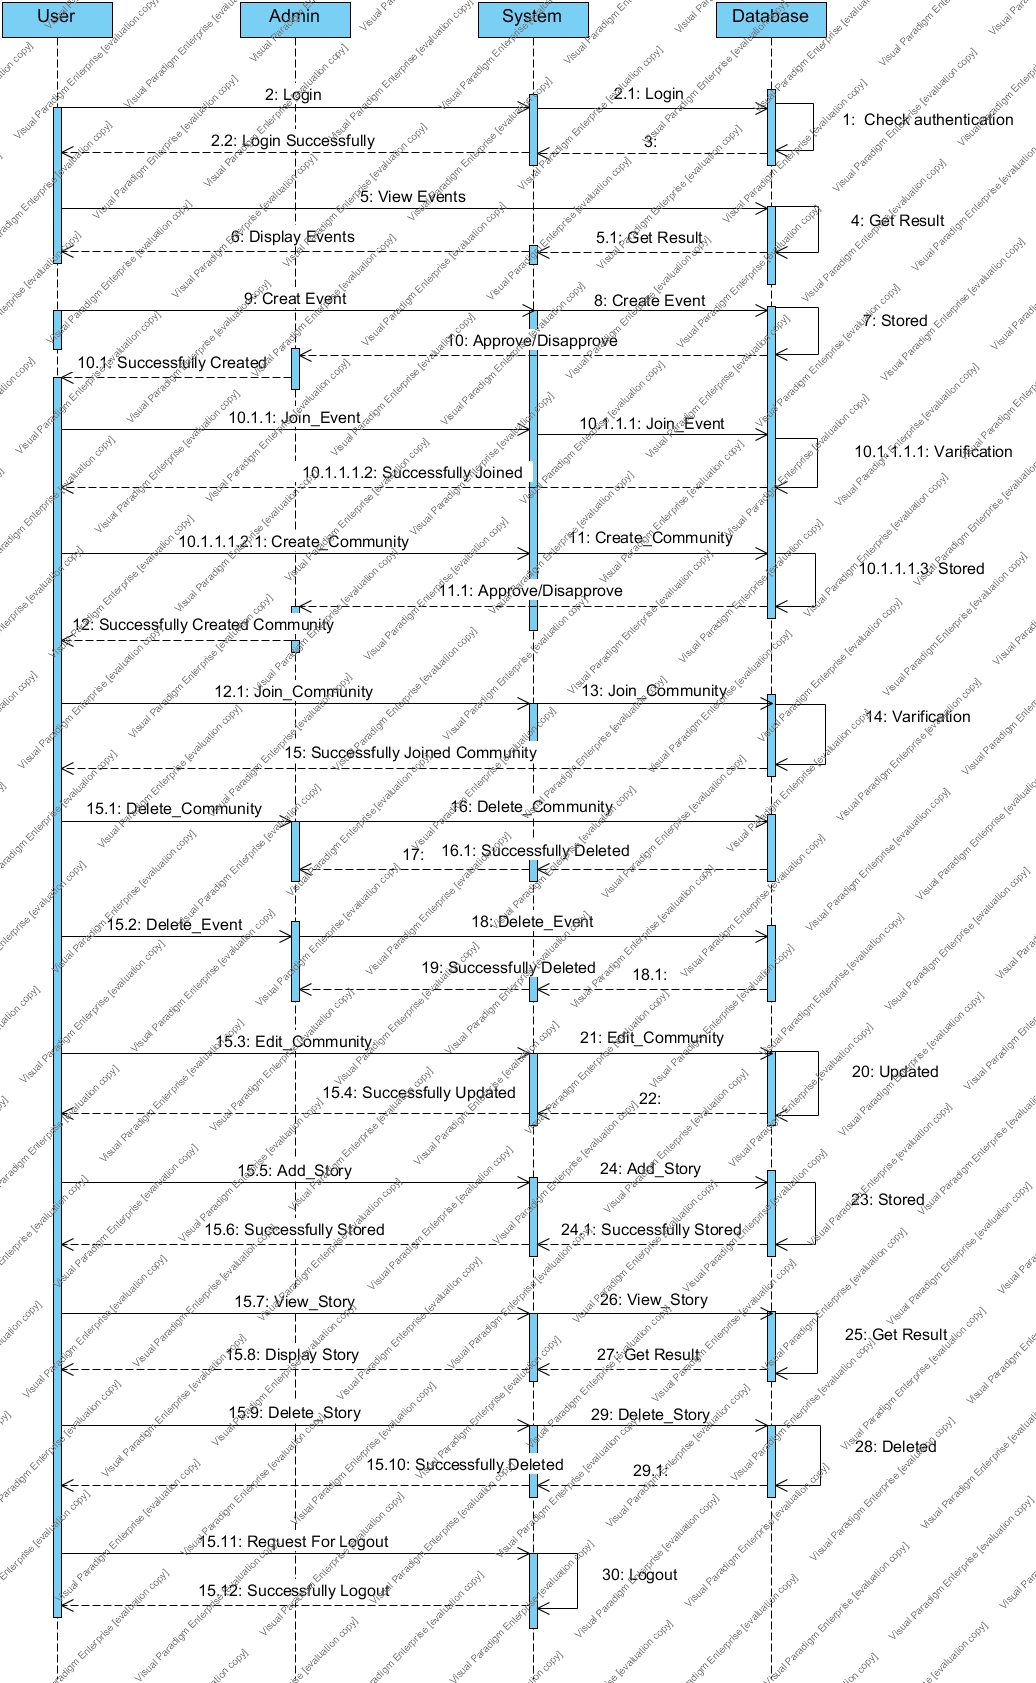 User Admin System Database
2: Login 2.1: Login
1: Check authentication
2.2: Login Successfully 3:
5: View Events
4: Get Result
6: Display Events 5.1: Get Result
9: Creat Event 8: Create Event
7: Stored
10: Approve/Disapprove
10.1: Successfully Created
10.1.1: Join_Event 10.1.1.1: Join_Event
10.1.1.1.1: Varification
10.1.1.1.2: Successfully Joined
10.1.1.1.2.1: Create_Community 11: Create_Community
10.1.1.1.3: Stored
11.1: Approve/Disapprove
12: Successfully Created Community
12.1: Join_Community 13: Join_Community
14: Varification
15: Successfully Joined Community
15.1: Delete_Community 16: Delete_Community
17: 16.1: Successfully Deleted
15.2: Delete_Event 18: Delete_Event
19: Successfully Deleted 18.1:
15.3: Edit_Community 21: Edit_Community
20: Updated
15.4: Successfully Updated 22:
15.5: Add_Story 24: Add_Story
23: Stored
15.6: Successfully Stored 24.1: Successfully Stored
15.7: View_Story 26: View_Story
25: Get Result
15.8: Display Story 27: Get Result
15.9: Delete_Story 29: Delete_Story
28: Deleted
15.10: Successfully Deleted 29.1:
15.11: Request For Logout
30: Logout
15.12: Successfully Logout
Visual Paradigm Enterprise [evaluation copy]